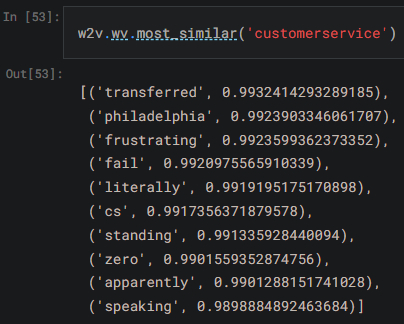 In [53]:
w2v.wv.most_similar('customerservice')
Out[53]:
[('transferred', 0.9932414293289185),
('philadelphia', 0.9923903346061707),
('frustrating', 0.9923599362373352),
('fail', 0.9920975565910339),
('literally', 0.9919195175170898),
('cs', 0.9917356371879578),
('standing', 0.991335928440094),
('zero', 0.9901559352874756),
('apparently', 0.9901288151741028),
('speaking', 0.9898884892463684)]